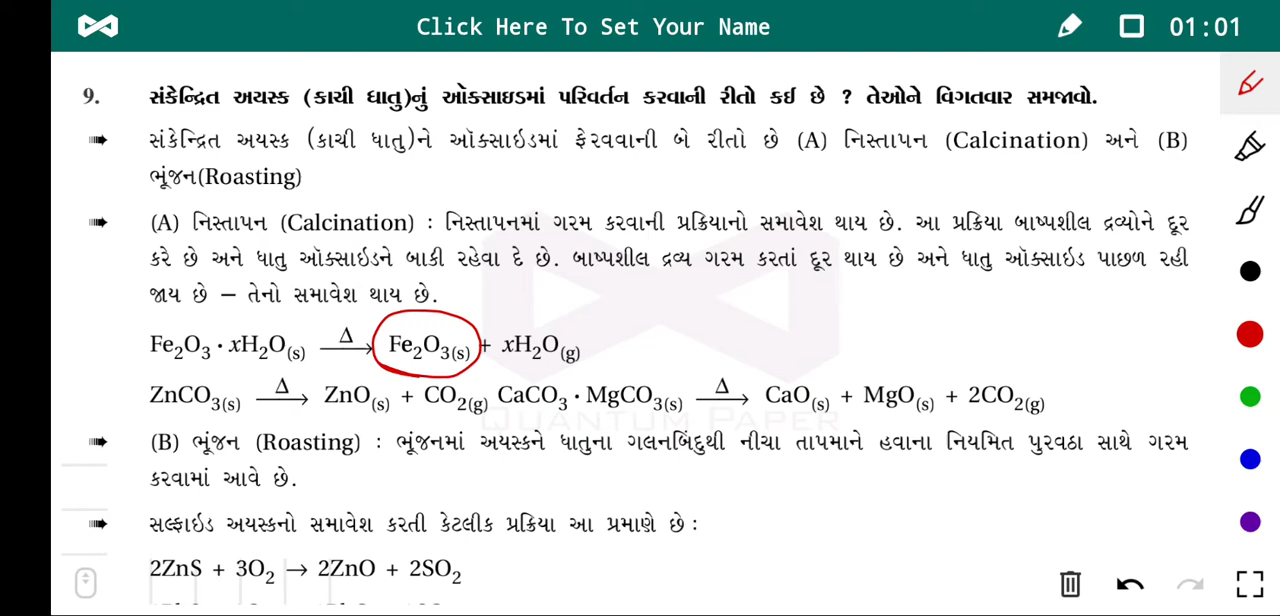 Click Here To Set Your Name 01:01
9. સંકેન્દ્રિત અયસ્ક (કાચી ધાતુ)નું ઑક્સાઇડમાં પરિવર્તન કરવાની રીતો કઈ છે ? તેઓને વિગતવાર સમજાવો.
➠ સંકેન્દ્રિત અયસ્ક (કાચી ધાતુ)ને ઑક્સાઇડમાં ફેરવવાની બે રીતો છે (A) નિસ્તાપન (Calcination) અને (B)
ભૂંજન(Roasting)
➠ (A) નિસ્તાપન (Calcination) : નિસ્તાપનમાં ગરમ કરવાની પ્રક્રિયાનો સમાવેશ થાય છે. આ પ્રક્રિયા બાષ્પશીલ દ્રવ્યોને દૂર
કરે છે અને ધાતુ ઑક્સાઇડને બાકી રહેવા દે છે. બાષ્પશીલ દ્રવ્ય ગરમ કરતાં દૂર થાય છે અને ધાતુ ઑક્સાઇડ પાછળ રહી
જાય છે – તેનો સમાવેશ થાય છે.
Fe₂O₃ · xH₂O(s) —Δ→ Fe₂O₃(s) + xH₂O(g)
ZnCO₃(s) —Δ→ ZnO(s) + CO₂(g) CaCO₃ · MgCO₃(s) —Δ→ CaO(s) + MgO(s) + 2CO₂(g)
QUANTUM PAPER
➠ (B) ભૂંજન (Roasting) : ભૂંજનમાં અયસ્કને ધાતુના ગલનબિંદુથી નીચા તાપમાને હવાના નિયમિત પુરવઠા સાથે ગરમ
કરવામાં આવે છે.
➠ સલ્ફાઇડ અયસ્કનો સમાવેશ કરતી કેટલીક પ્રક્રિયા આ પ્રમાણે છે :
2ZnS + 3O₂ → 2ZnO + 2SO₂